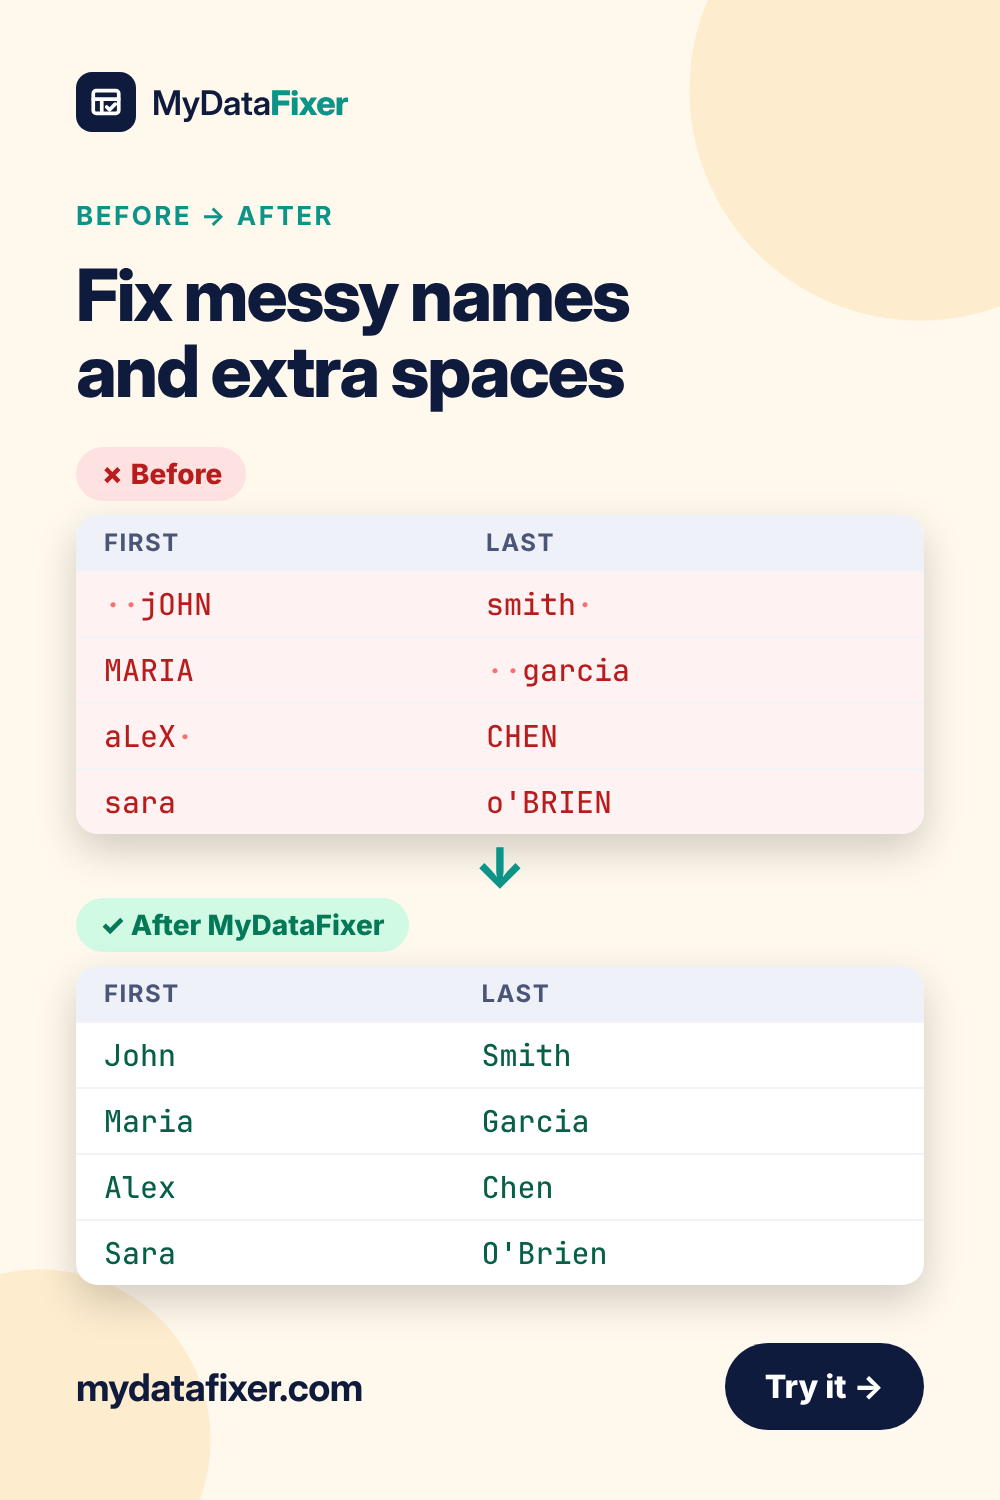 MyDataFixer
BEFORE → AFTER
Fix messy names
and extra spaces
× Before
FIRST LAST
··jOHN smith·
MARIA ··garcia
aLeX· CHEN
sara o'BRIEN
↓
✓ After MyDataFixer
FIRST LAST
John Smith
Maria Garcia
Alex Chen
Sara O'Brien
mydatafixer.com Try it →